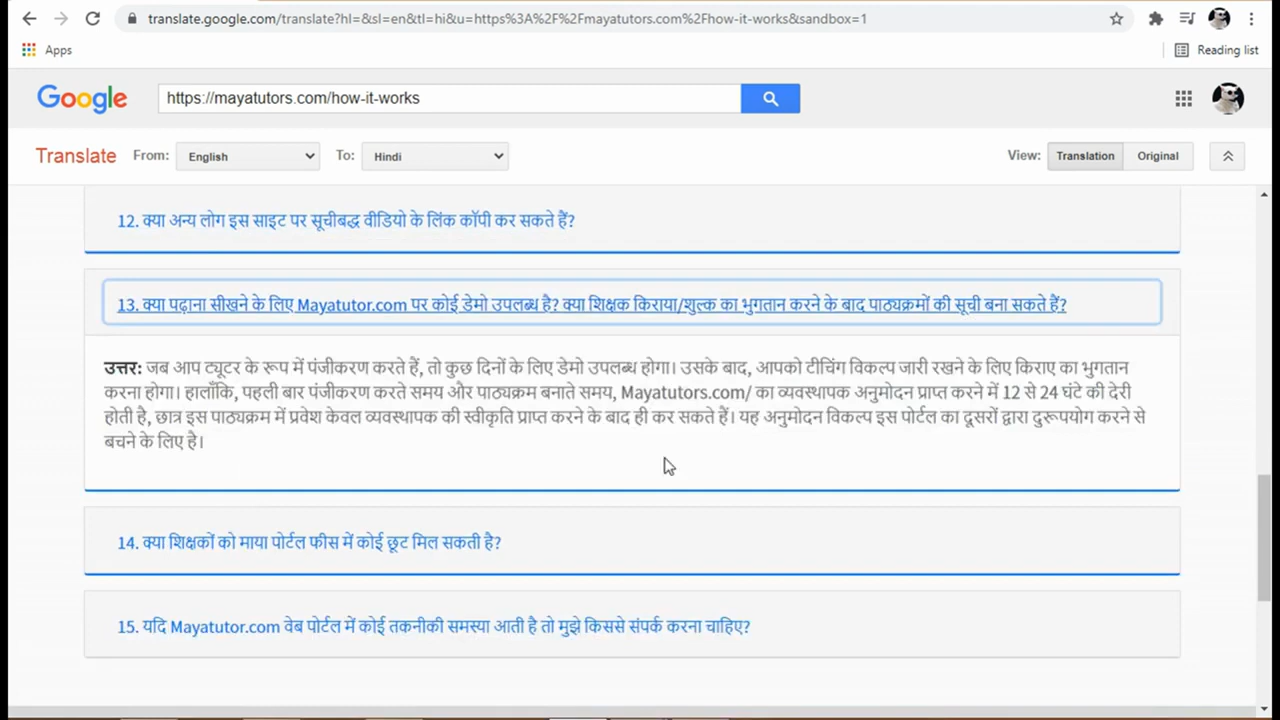 translate.google.com/translate?hl=&sl=en&tl=hi&u=https%3A%2F%2Fmayatutors.com%2Fhow-it-works&sandbox=1
Apps
Reading list
Google
https://mayatutors.com/how-it-works
Translate From: English To: Hindi View: Translation Original
12. क्या अन्य लोग इस साइट पर सूचीबद्ध वीडियो के लिंक कॉपी कर सकते हैं?
13. क्या पढ़ाना सीखने के लिए Mayatutor.com पर कोई डेमो उपलब्ध है? क्या शिक्षक किराया/शुल्क का भुगतान करने के बाद पाठ्यक्रमों की सूची बना सकते हैं?
उत्तर: जब आप ट्यूटर के रूप में पंजीकरण करते हैं, तो कुछ दिनों के लिए डेमो उपलब्ध होगा। उसके बाद, आपको टीचिंग विकल्प जारी रखने के लिए किराए का भुगतान
करना होगा। हालाँकि, पहली बार पंजीकरण करते समय और पाठ्यक्रम बनाते समय, Mayatutors.com/ का व्यवस्थापक अनुमोदन प्राप्त करने में 12 से 24 घंटे की देरी
होती है, छात्र इस पाठ्यक्रम में प्रवेश केवल व्यवस्थापक की स्वीकृति प्राप्त करने के बाद ही कर सकते हैं। यह अनुमोदन विकल्प इस पोर्टल का दूसरों द्वारा दुरूपयोग करने से
बचने के लिए है।
14. क्या शिक्षकों को माया पोर्टल फीस में कोई छूट मिल सकती है?
15. यदि Mayatutor.com वेब पोर्टल में कोई तकनीकी समस्या आती है तो मुझे किससे संपर्क करना चाहिए?